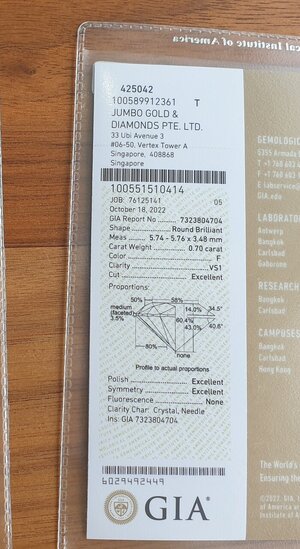 ical Institute of America
425042
100589912361 T
JUMBO GOLD &
DIAMONDS PTE. LTD.
33 Ubi Avenue 3
#06-50, Vertex Tower A
Singapore, 408868
Singapore
100551510414
JOB: 76125141 05
October 18, 2022
GIA Report No 7323804704
Shape Round Brilliant
Meas 5.74 - 5.76 x 3.48 mm
Carat Weight 0.70 carat
Color F
Clarity VS1
Cut Excellent
Proportions:
50% 58%
medium (faceted) 3.5%
14.0% 34.5°
60.4%
43.0% 40.6°
80%
none
Profile to actual proportions
Polish Excellent
Symmetry Excellent
Fluorescence None
Clarity Char: Crystal, Needle
Ins: GIA 7323804704
6029492449
GIA
GEMOLOGI
5355 Armada
T +1 760 603
F +1 760 603
E labservice
GIA.edu
LABORATO
Antwerp
Bangkok
Carlsbad
Gaborone
RESEARCH
Bangkok
Carlsbad
CAMPUSES
Bangkok
Carlsbad
Hong Kong
The World's
Ensuring the
©2022, GIA
Institute of A